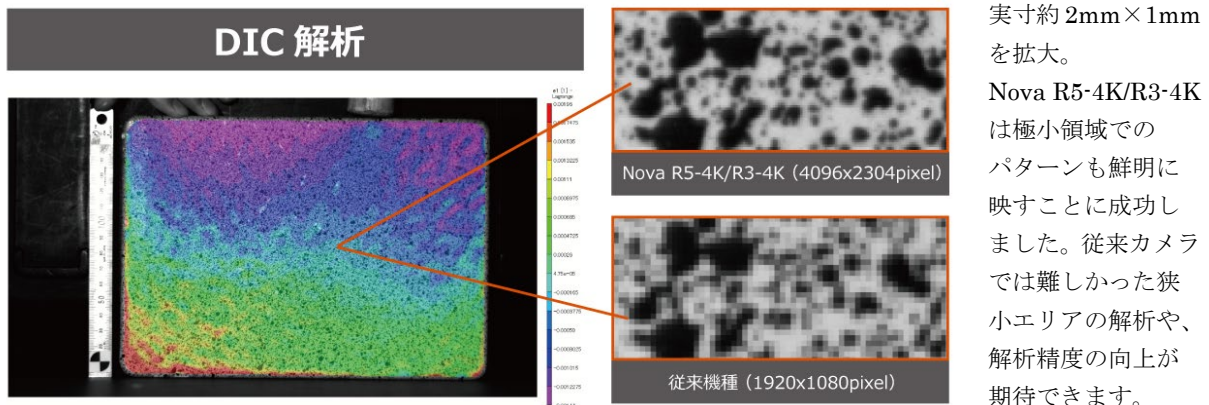 DIC 解析
e1 [1] -
Lagrange
Nova R5-4K/R3-4K（4096x2304pixel）
従来機種（1920x1080pixel）
実寸約 2mm×1mm
を拡大。
Nova R5-4K/R3-4K
は極小領域での
パターンも鮮明に
映すことに成功し
ました。従来カメラ
では難しかった狭
小エリアの解析や、
解析精度の向上が
期待できます。